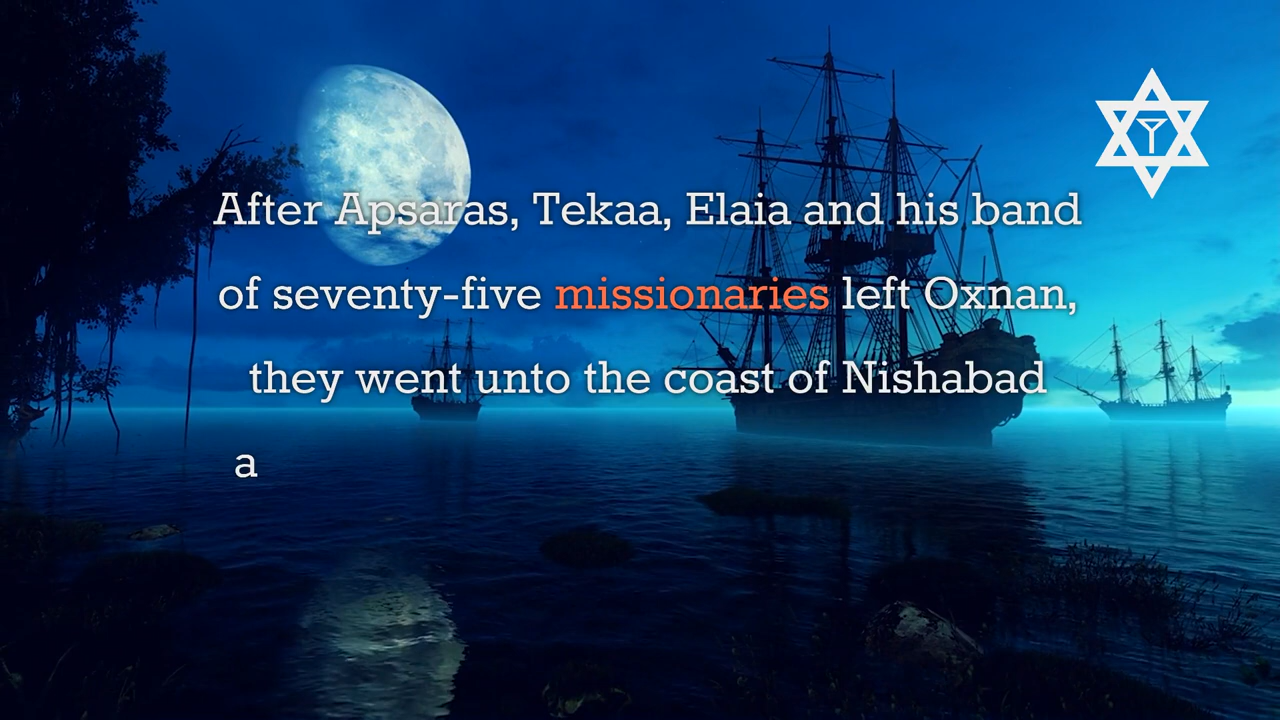 After Apsaras, Tekaa, Elaia and his band
of seventy-five missionaries left Oxnan,
they went unto the coast of Nishabad
a